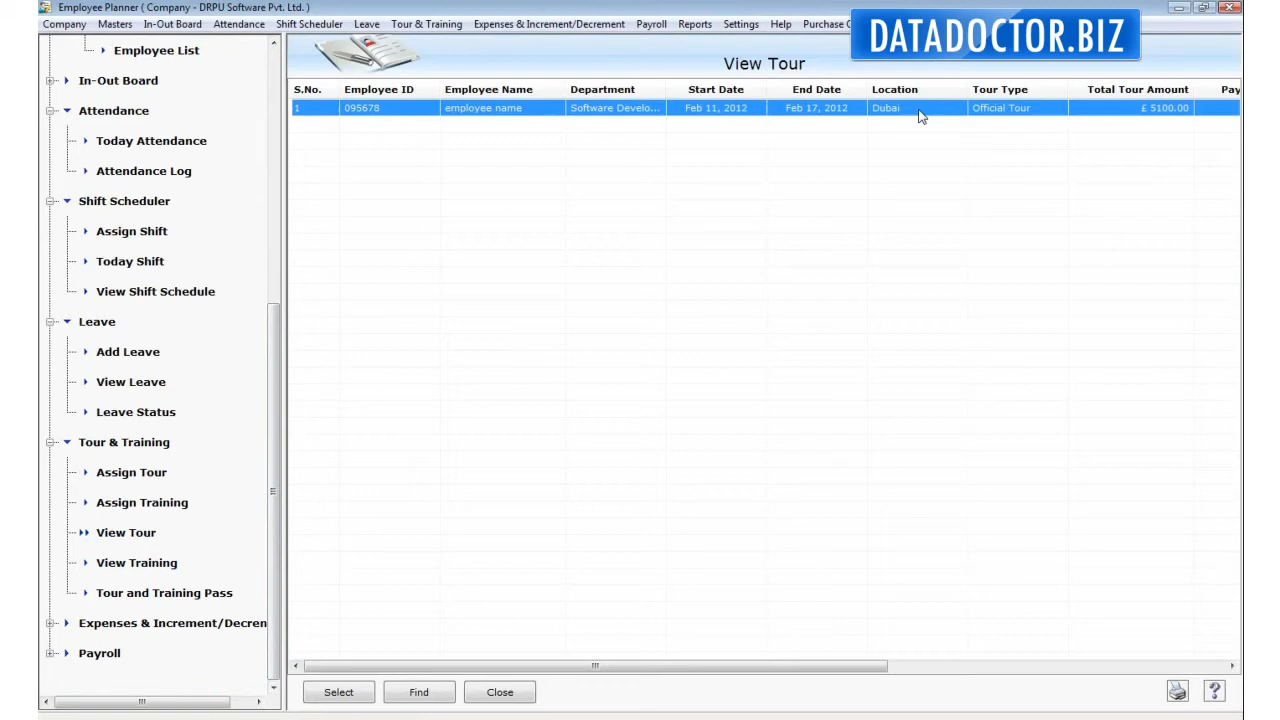 Employee Planner ( Company - DRPU Software Pvt. Ltd. )
Company Masters In-Out Board Attendance Shift Scheduler Leave Tour & Training Expenses & Increment/Decrement Payroll Reports Settings Help Purchase
DATADOCTOR.BIZ
Employee List
In-Out Board
Attendance
Today Attendance
Attendance Log
Shift Scheduler
Assign Shift
Today Shift
View Shift Schedule
Leave
Add Leave
View Leave
Leave Status
Tour & Training
Assign Tour
Assign Training
View Tour
View Training
Tour and Training Pass
Expenses & Increment/Decren
Payroll
View Tour
S.No. Employee ID Employee Name Department Start Date End Date Location Tour Type Total Tour Amount Pay
1 095678 employee name Software Develo... Feb 11, 2012 Feb 17, 2012 Dubai Official Tour £ 5100.00
Select Find Close